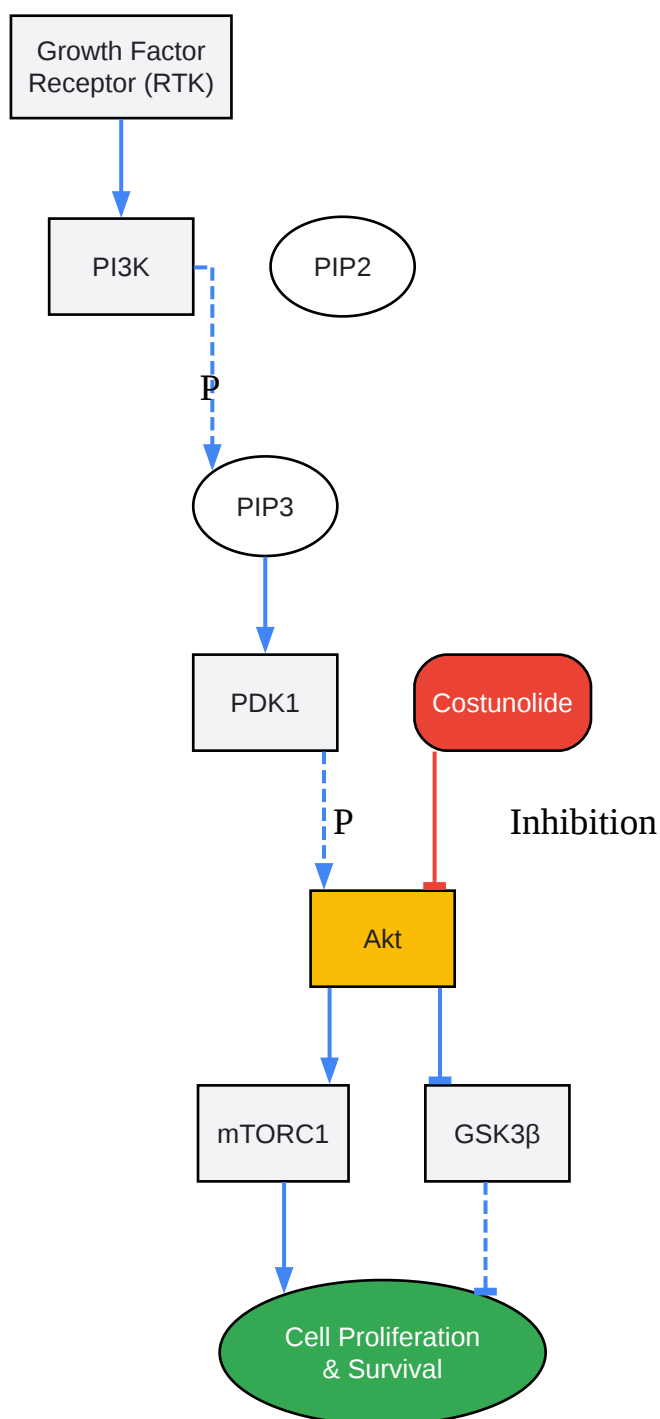 Growth Factor
Receptor (RTK)
PI3K
PIP2
P
PIP3
PDK1
Costunolide
P
Inhibition
Akt
mTORC1
GSK3β
Cell Proliferation
& Survival